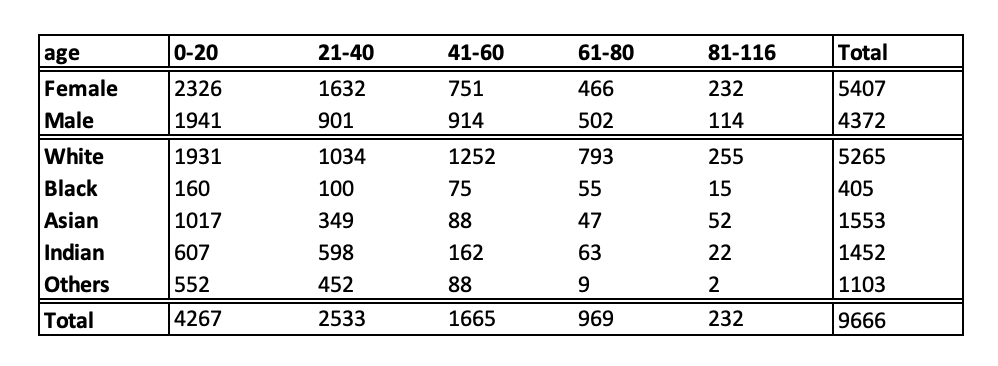 age 0-20 21-40 41-60 61-80 81-116 Total
Female 2326 1632 751 466 232 5407
Male 1941 901 914 502 114 4372
White 1931 1034 1252 793 255 5265
Black 160 100 75 55 15 405
Asian 1017 349 88 47 52 1553
Indian 607 598 162 63 22 1452
Others 552 452 88 9 2 1103
Total 4267 2533 1665 969 232 9666